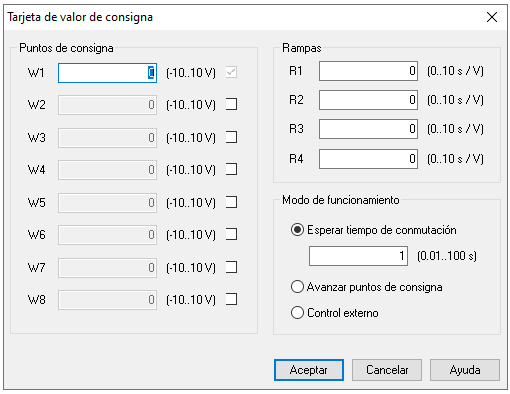 Tarjeta de valor de consigna
Puntos de consigna
W1 0 (-10..10 V)
W2 0 (-10..10 V)
W3 0 (-10..10 V)
W4 0 (-10..10 V)
W5 0 (-10..10 V)
W6 0 (-10..10 V)
W7 0 (-10..10 V)
W8 0 (-10..10 V)
Rampas
R1 0 (0..10 s / V)
R2 0 (0..10 s / V)
R3 0 (0..10 s / V)
R4 0 (0..10 s / V)
Modo de funcionamiento
Esperar tiempo de conmutación
1 (0.01..100 s)
Avanzar puntos de consigna
Control externo
Aceptar Cancelar Ayuda